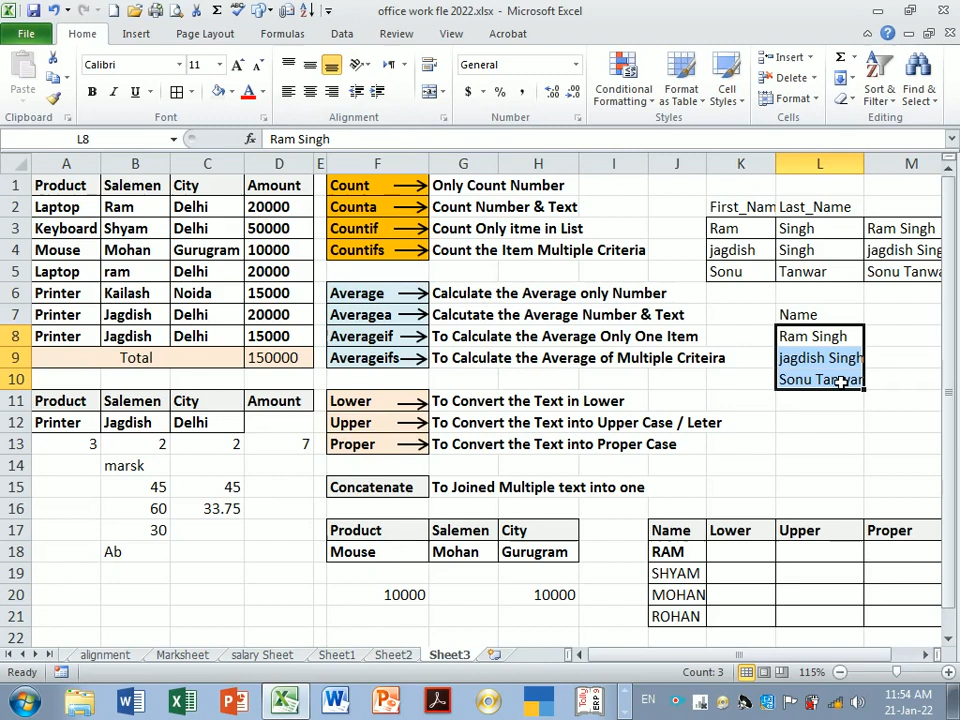 office work fle 2022.xlsx - Microsoft Excel
File Home Insert Page Layout Formulas Data Review View Acrobat
Paste Calibri 11 General Conditional Formatting Format as Table Cell Styles Insert Delete Format Sort & Filter Find & Select
Clipboard Font Alignment Number Styles Cells Editing
L8 fx Ram Singh
A B C D E F G H I J K L M
1 Product Salemen City Amount Count Only Count Number
2 Laptop Ram Delhi 20000 Counta Count Number & Text First_Nam Last_Name
3 Keyboard Shyam Delhi 50000 Countif Count Only itme in List Ram Singh Ram Singh
4 Mouse Mohan Gurugram 10000 Countifs Count the Item Multiple Criteria jagdish Singh jagdish Sing
5 Laptop ram Delhi 20000 Sonu Tanwar Sonu Tanwa
6 Printer Kailash Noida 15000 Average Calculate the Average only Number
7 Printer Jagdish Delhi 20000 Averagea Calcutate the Average Number & Text Name
8 Printer Jagdish Delhi 15000 Averageif To Calculate the Average Only One Item Ram Singh
9 Total 150000 Averageifs To Calculate the Average of Multiple Criteira jagdish Singh
10 Sonu Tanwar
11 Product Salemen City Amount Lower To Convert the Text in Lower
12 Printer Jagdish Delhi Upper To Convert the Text into Upper Case / Leter
13 3 2 2 7 Proper To Convert the Text into Proper Case
14 marsk
15 45 45 Concatenate To Joined Multiple text into one
16 60 33.75
17 30 Product Salemen City Name Lower Upper Proper
18 Ab Mouse Mohan Gurugram RAM
19 SHYAM
20 10000 10000 MOHAN
21 ROHAN
22
alignment Marksheet salary Sheet Sheet1 Sheet2 Sheet3
Ready Count: 3 115%
EN 11:54 AM
21-Jan-22